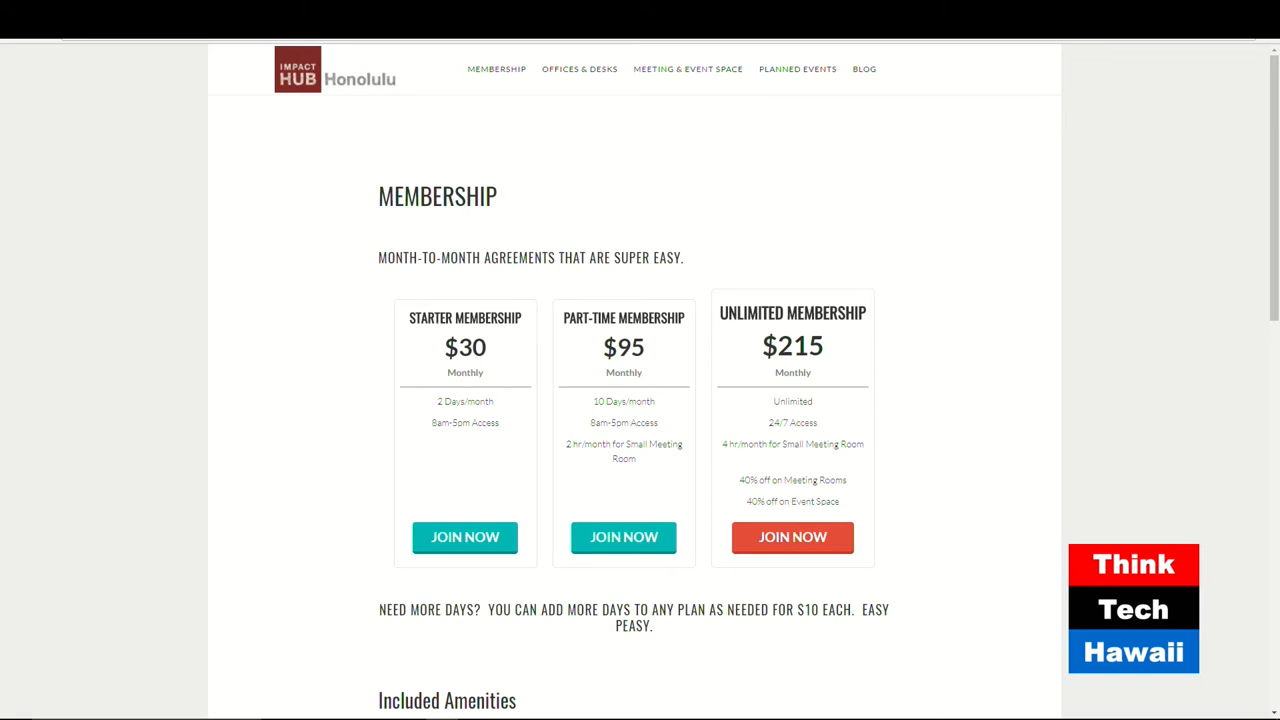 IMPACT
HUB Honolulu
MEMBERSHIP OFFICES & DESKS MEETING & EVENT SPACE PLANNED EVENTS BLOG
MEMBERSHIP
MONTH-TO-MONTH AGREEMENTS THAT ARE SUPER EASY.
STARTER MEMBERSHIP
$30
Monthly
2 Days/month
8am-5pm Access
JOIN NOW
PART-TIME MEMBERSHIP
$95
Monthly
10 Days/month
8am-5pm Access
2 hr/month for Small Meeting
Room
JOIN NOW
UNLIMITED MEMBERSHIP
$215
Monthly
Unlimited
24/7 Access
4 hr/month for Small Meeting Room
40% off on Meeting Rooms
40% off on Event Space
JOIN NOW
NEED MORE DAYS? YOU CAN ADD MORE DAYS TO ANY PLAN AS NEEDED FOR $10 EACH. EASY
PEASY.
Included Amenities
Think
Tech
Hawaii